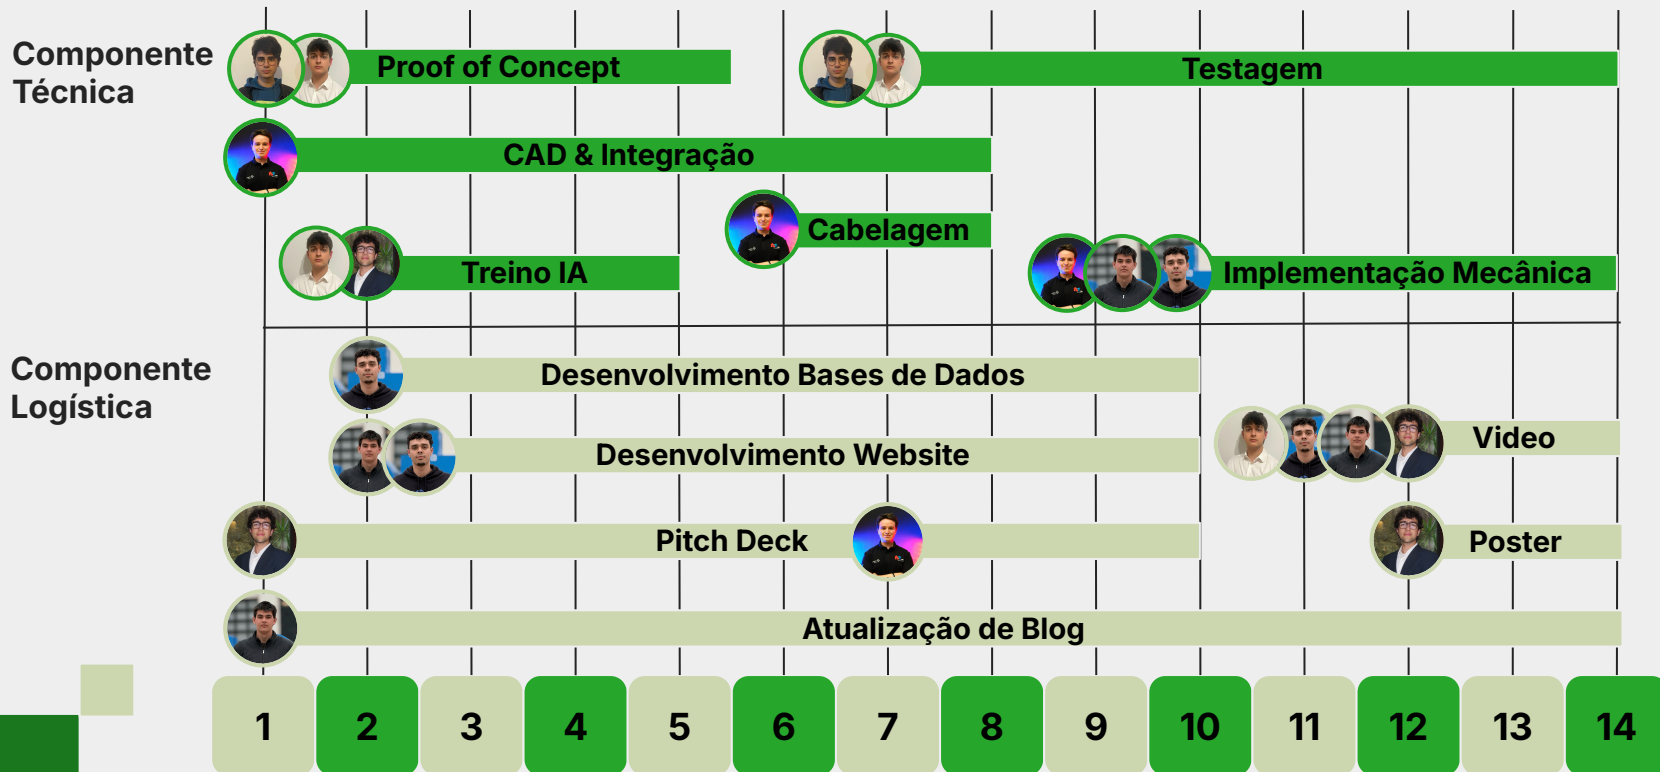 Componente
Técnica
Proof of Concept
Testagem
CAD & Integração
Cabelagem
Treino IA
Implementação Mecânica
Componente
Logística
Desenvolvimento Bases de Dados
Desenvolvimento Website
Video
Pitch Deck
Poster
Atualização de Blog
1 2 3 4 5 6 7 8 9 10 11 12 13 14